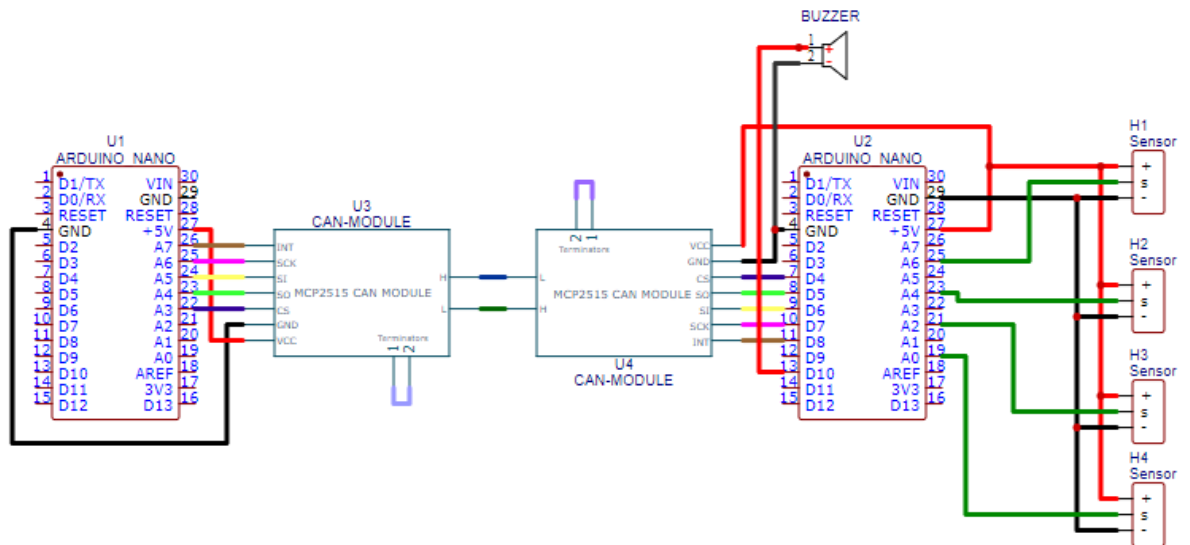 BUZZER
1 +
2 -
U1
ARDUINO NANO
1 D1/TX VIN 30
2 D0/RX GND 29
3 RESET RESET 28
4 GND +5V 27
5 D2 A7 26
6 D3 A6 25
7 D4 A5 24
8 D5 A4 23
9 D6 A3 22
10 D7 A2 21
11 D8 A1 20
12 D9 A0 19
13 D10 AREF 18
14 D11 3V3 17
15 D12 D13 16
U3
CAN-MODULE
INT
SCK
SI
SO
CS
GND
VCC
MCP2515 CAN MODULE
H
L
Terminators
1 2
2 1
Terminators
L
H
MCP2515 CAN MODULE
VCC
GND
CS
SO
SI
SCK
INT
U4
CAN-MODULE
U2
ARDUINO NANO
1 D1/TX VIN 30
2 D0/RX GND 29
3 RESET RESET 28
4 GND +5V 27
5 D2 A7 26
6 D3 A6 25
7 D4 A5 24
8 D5 A4 23
9 D6 A3 22
10 D7 A2 21
11 D8 A1 20
12 D9 A0 19
13 D10 AREF 18
14 D11 3V3 17
15 D12 D13 16
H1
Sensor
+
s
-
H2
Sensor
+
s
-
H3
Sensor
+
s
-
H4
Sensor
+
s
-